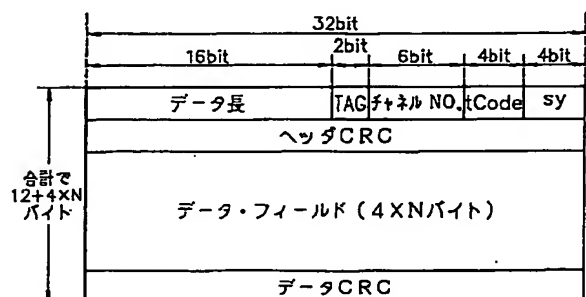 32bit
16bit
2bit
6bit
4bit
4bit
データ長
TAG
チャネル NO.
tCode
sy
ヘッダCRC
合計で
12+4×N
バイト
データ・フィールド (4×Nバイト)
データCRC